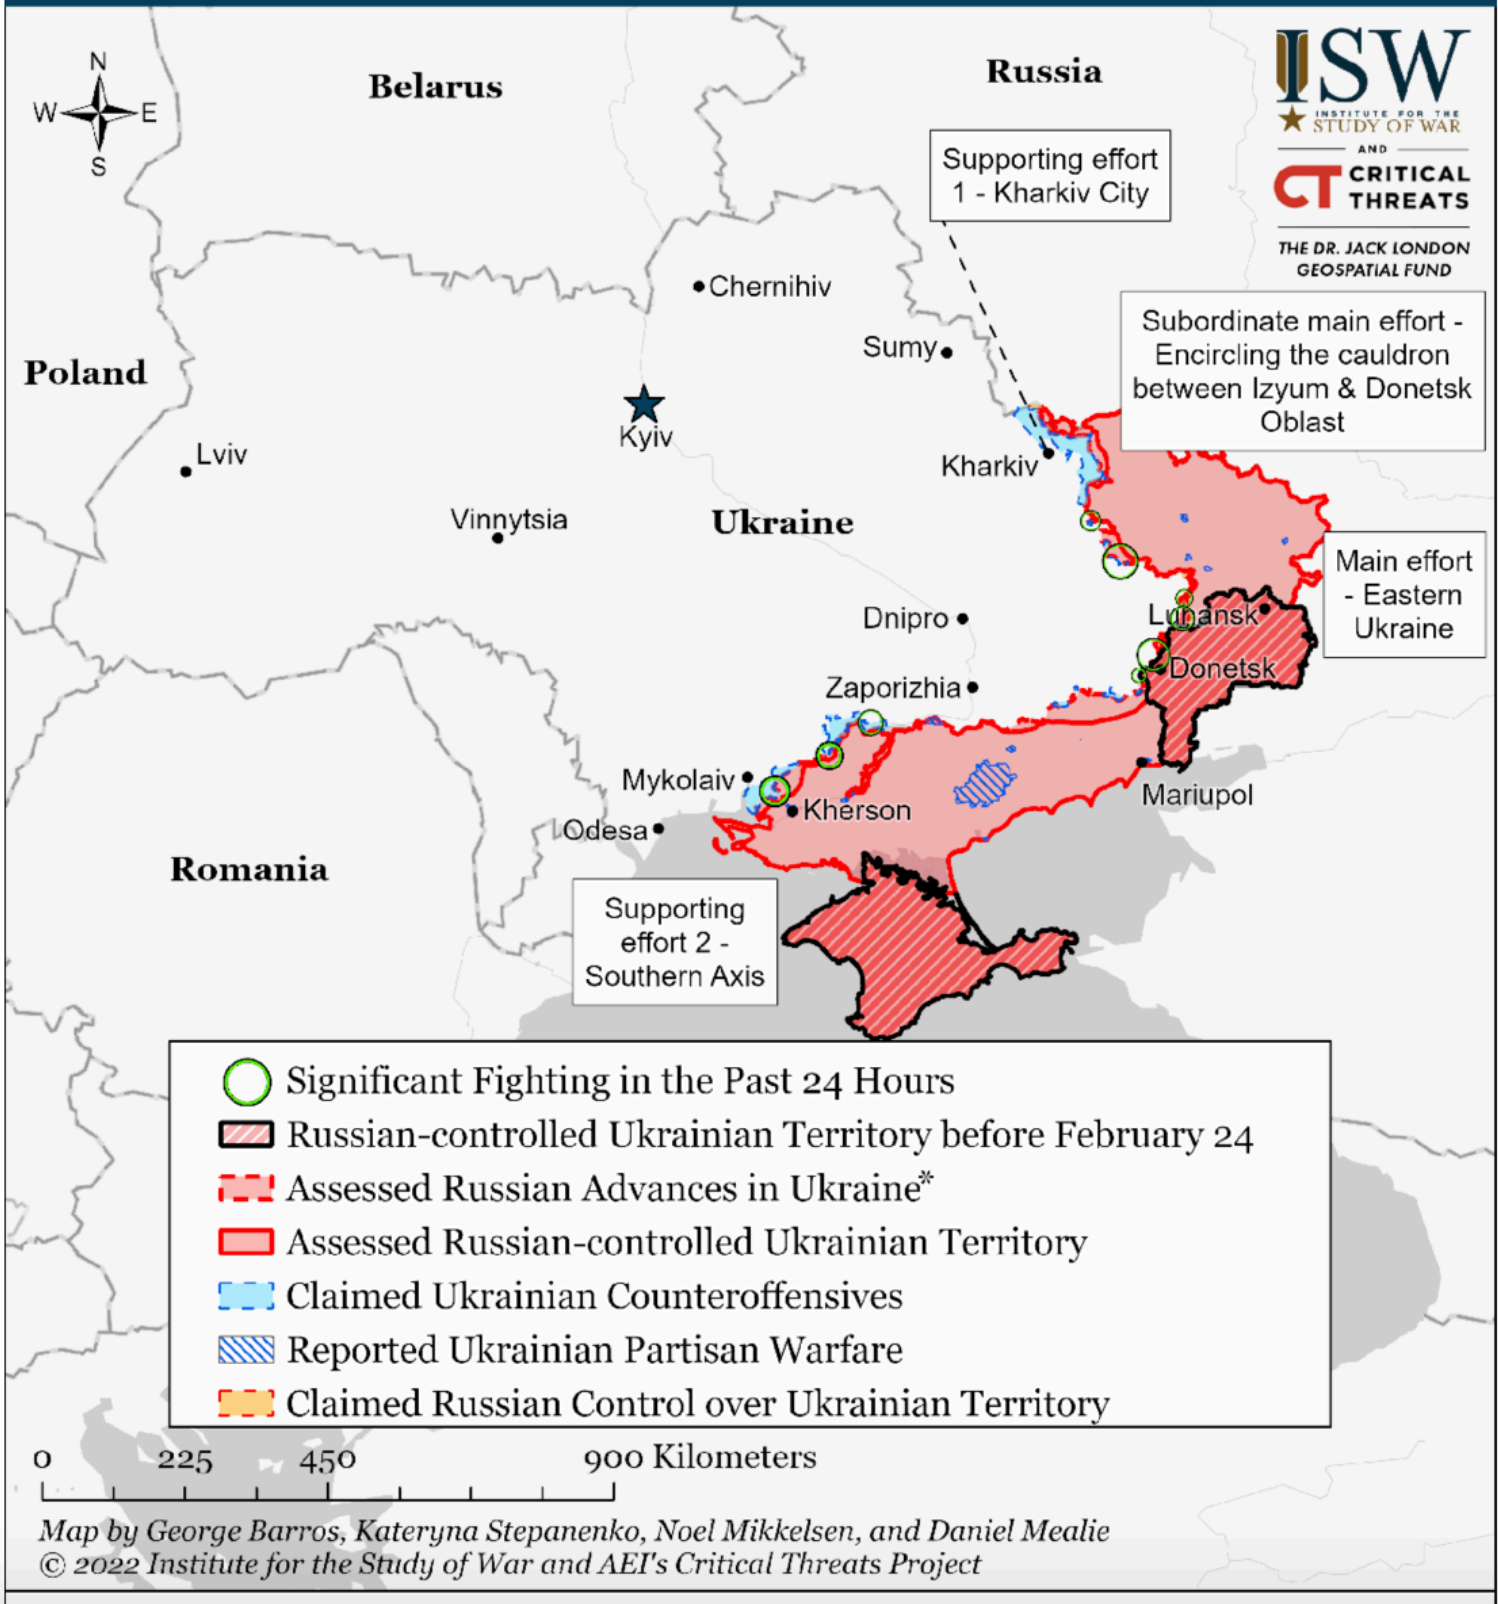 N
W E
S
Belarus
Russia
ISW
INSTITUTE FOR THE
STUDY OF WAR
AND
CT CRITICAL
THREATS
THE DR. JACK LONDON
GEOSPATIAL FUND
Supporting effort
1 - Kharkiv City
Chernihiv
Sumy
Subordinate main effort -
Encircling the cauldron
between Izyum & Donetsk
Oblast
Poland
Kyiv
Lviv
Kharkiv
Vinnytsia
Ukraine
Main effort
- Eastern
Ukraine
Dnipro
Luhansk
Donetsk
Zaporizhia
Mykolaiv
Mariupol
Kherson
Odesa
Romania
Supporting
effort 2 -
Southern Axis
Significant Fighting in the Past 24 Hours
Russian-controlled Ukrainian Territory before February 24
Assessed Russian Advances in Ukraine*
Assessed Russian-controlled Ukrainian Territory
Claimed Ukrainian Counteroffensives
Reported Ukrainian Partisan Warfare
Claimed Russian Control over Ukrainian Territory
0 225 450 900 Kilometers
Map by George Barros, Kateryna Stepanenko, Noel Mikkelsen, and Daniel Mealie
© 2022 Institute for the Study of War and AEI's Critical Threats Project